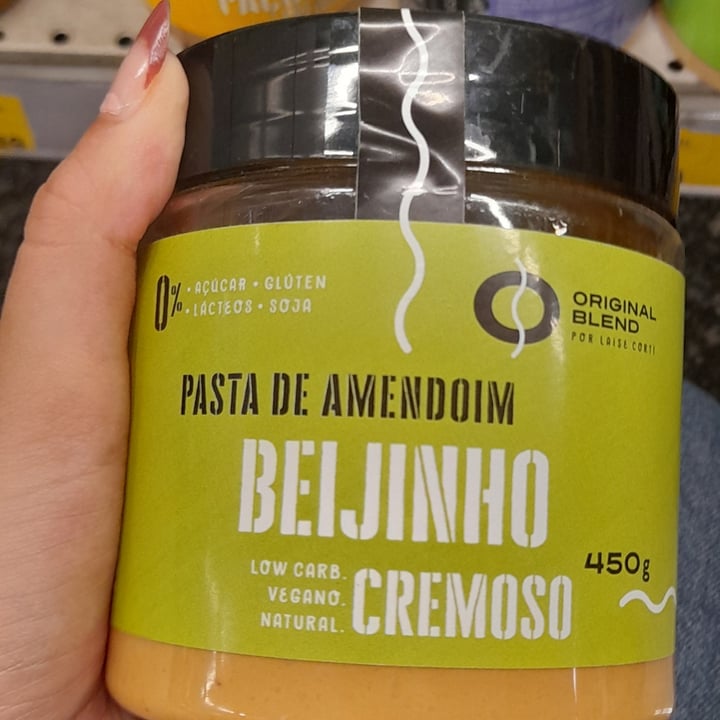 0% • AÇÚCAR • GLÚTEN
• LÁCTEOS • SOJA
ORIGINAL
BLEND
POR LAISE CORTI
PASTA DE AMENDOIM
BEIJINHO
450g
LOW CARB.
VEGANO.
NATURAL.
CREMOSO